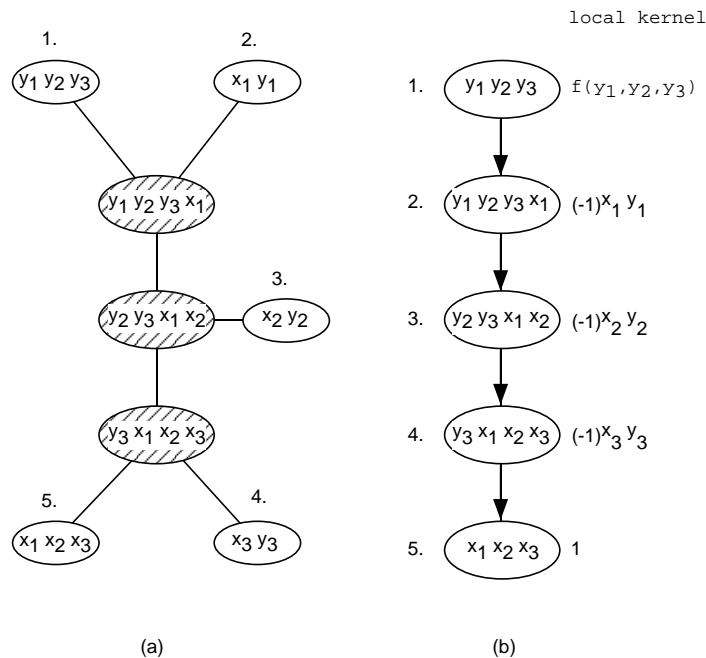 local kernel
1.
y1 y2 y3
2.
x1 y1
y1 y2 y3 x1
3.
y2 y3 x1 x2
x2 y2
y3 x1 x2 x3
5.
x1 x2 x3
4.
x3 y3
(a)
1.
y1 y2 y3
f(y1,y2,y3)
2.
y1 y2 y3 x1
(-1)^x1 y1
3.
y2 y3 x1 x2
(-1)^x2 y2
4.
y3 x1 x2 x3
(-1)^x3 y3
5.
x1 x2 x3
1
(b)